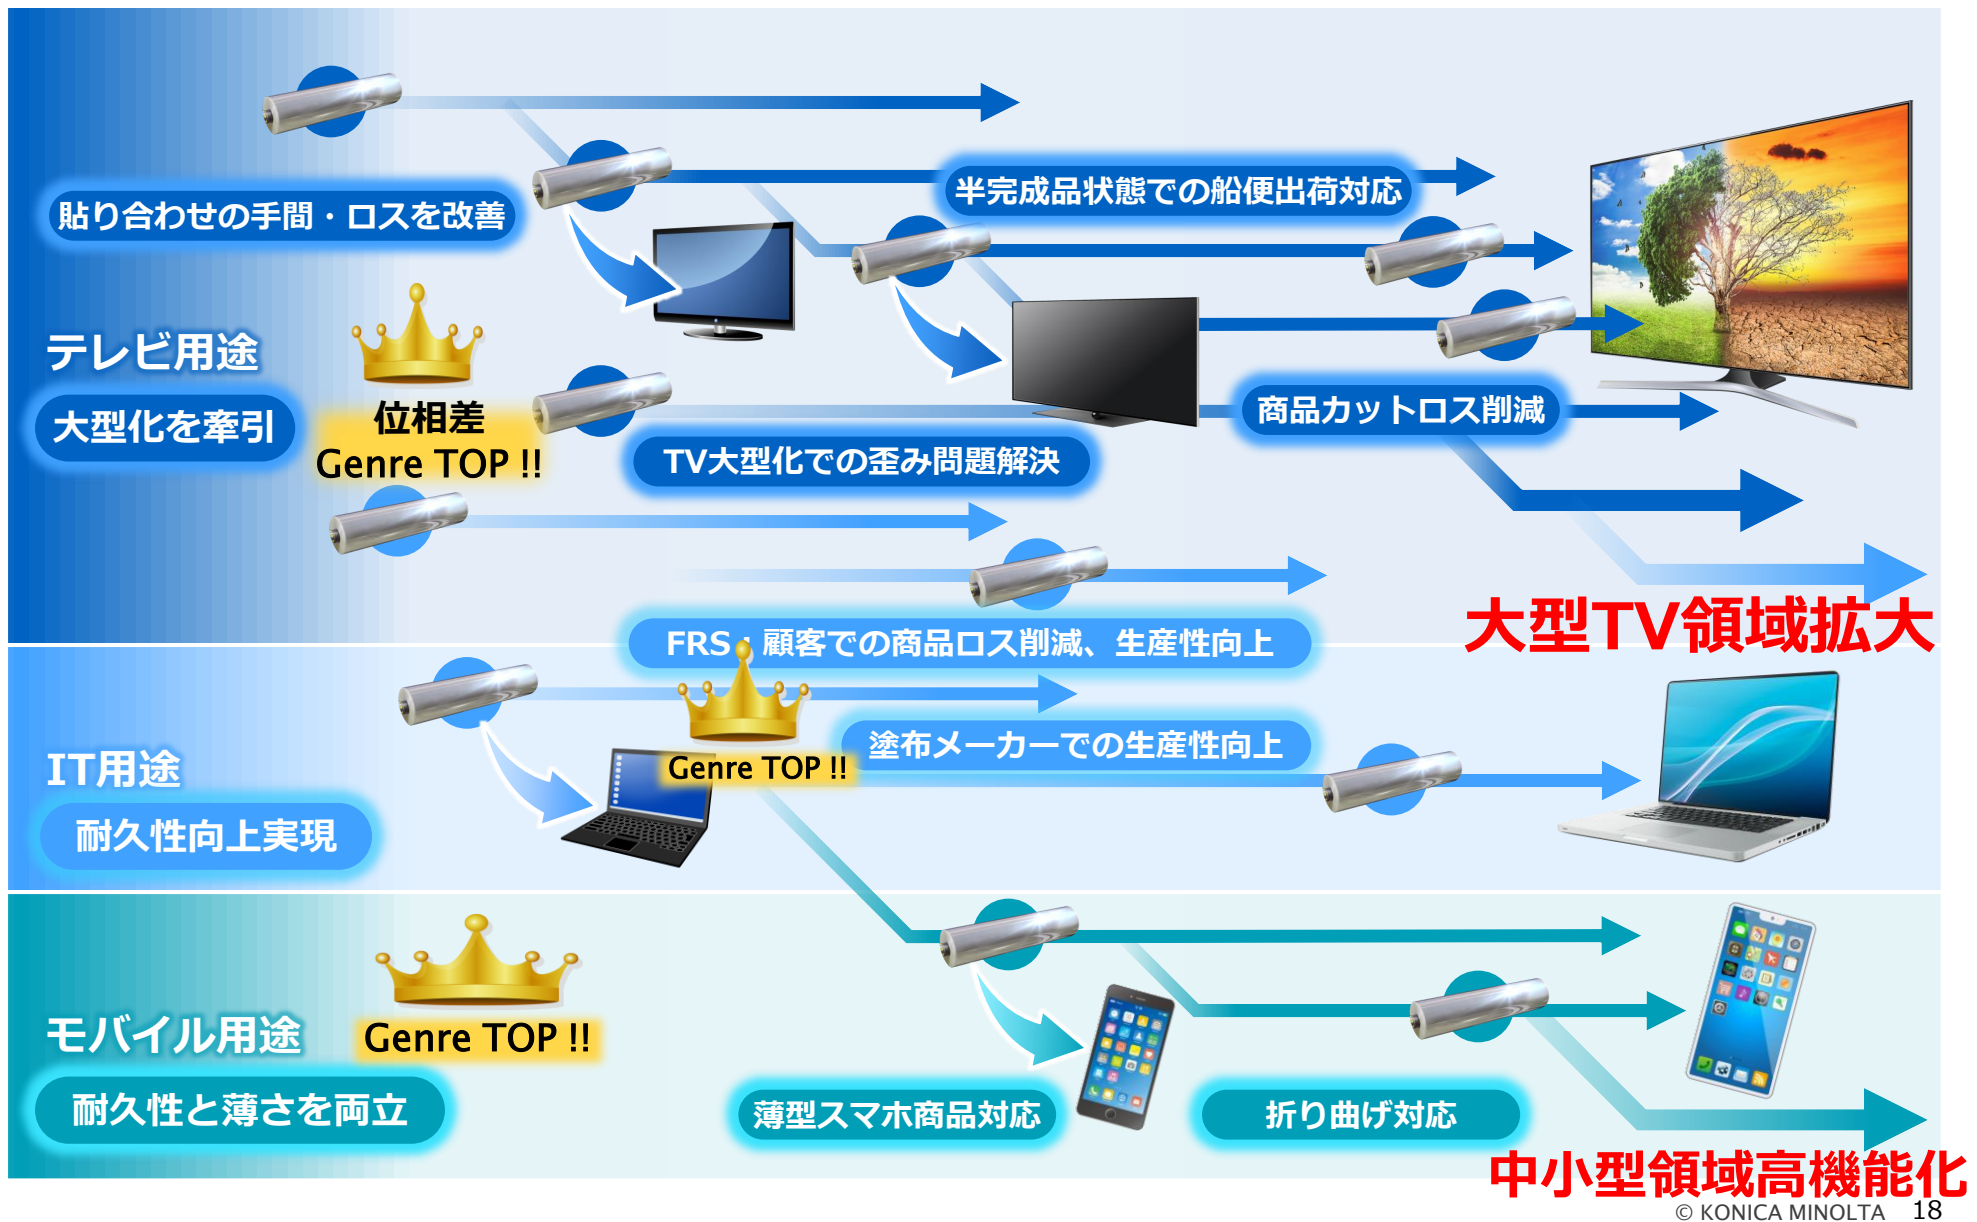 貼り合わせの手間・ロスを改善
半完成品状態での船便出荷対応
テレビ用途
大型化を牽引
位相差
Genre TOP !!
TV大型化での歪み問題解決
商品カットロス削減
FRS：顧客での商品ロス削減、生産性向上
大型TV領域拡大
IT用途
耐久性向上実現
Genre TOP !!
塗布メーカーでの生産性向上
モバイル用途
耐久性と薄さを両立
Genre TOP !!
薄型スマホ商品対応
折り曲げ対応
中小型領域高機能化
© KONICA MINOLTA 18